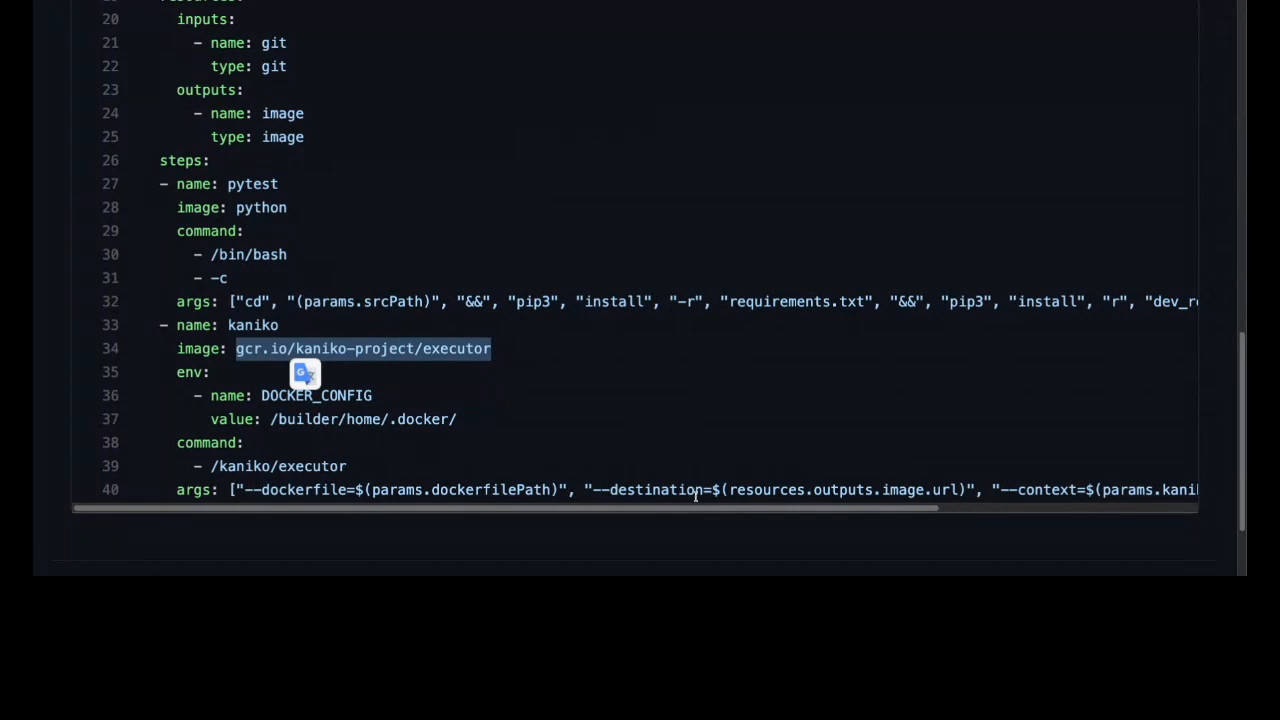 20 inputs:
21 - name: git
22 type: git
23 outputs:
24 - name: image
25 type: image
26 steps:
27 - name: pytest
28 image: python
29 command:
30 - /bin/bash
31 - -c
32 args: ["cd", "(params.srcPath)", "&&", "pip3", "install", "-r", "requirements.txt", "&&", "pip3", "install", "r", "dev_r
33 - name: kaniko
34 image: gcr.io/kaniko-project/executor
35 env:
36 - name: DOCKER_CONFIG
37 value: /builder/home/.docker/
38 command:
39 - /kaniko/executor
40 args: ["--dockerfile=$(params.dockerfilePath)", "--destination=$(resources.outputs.image.url)", "--context=$(params.kani